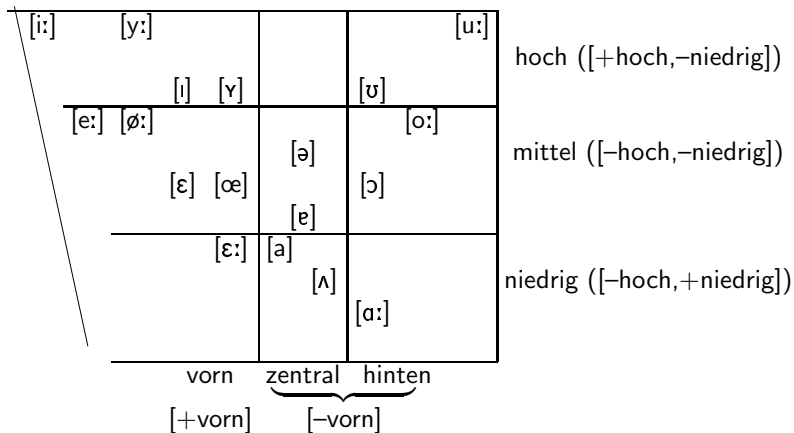 [iː] [yː] [uː]
hoch ([+hoch,–niedrig])
[ɪ] [ʏ] [ʊ]
[eː] [øː] [oː]
[ə] mittel ([–hoch,–niedrig])
[ɛ] [œ] [ɔ]
[ɐ]
[ɛː] [a]
[ʌ] niedrig ([–hoch,+niedrig])
[ɑː]
vorn zentral hinten
[+vorn] [–vorn]